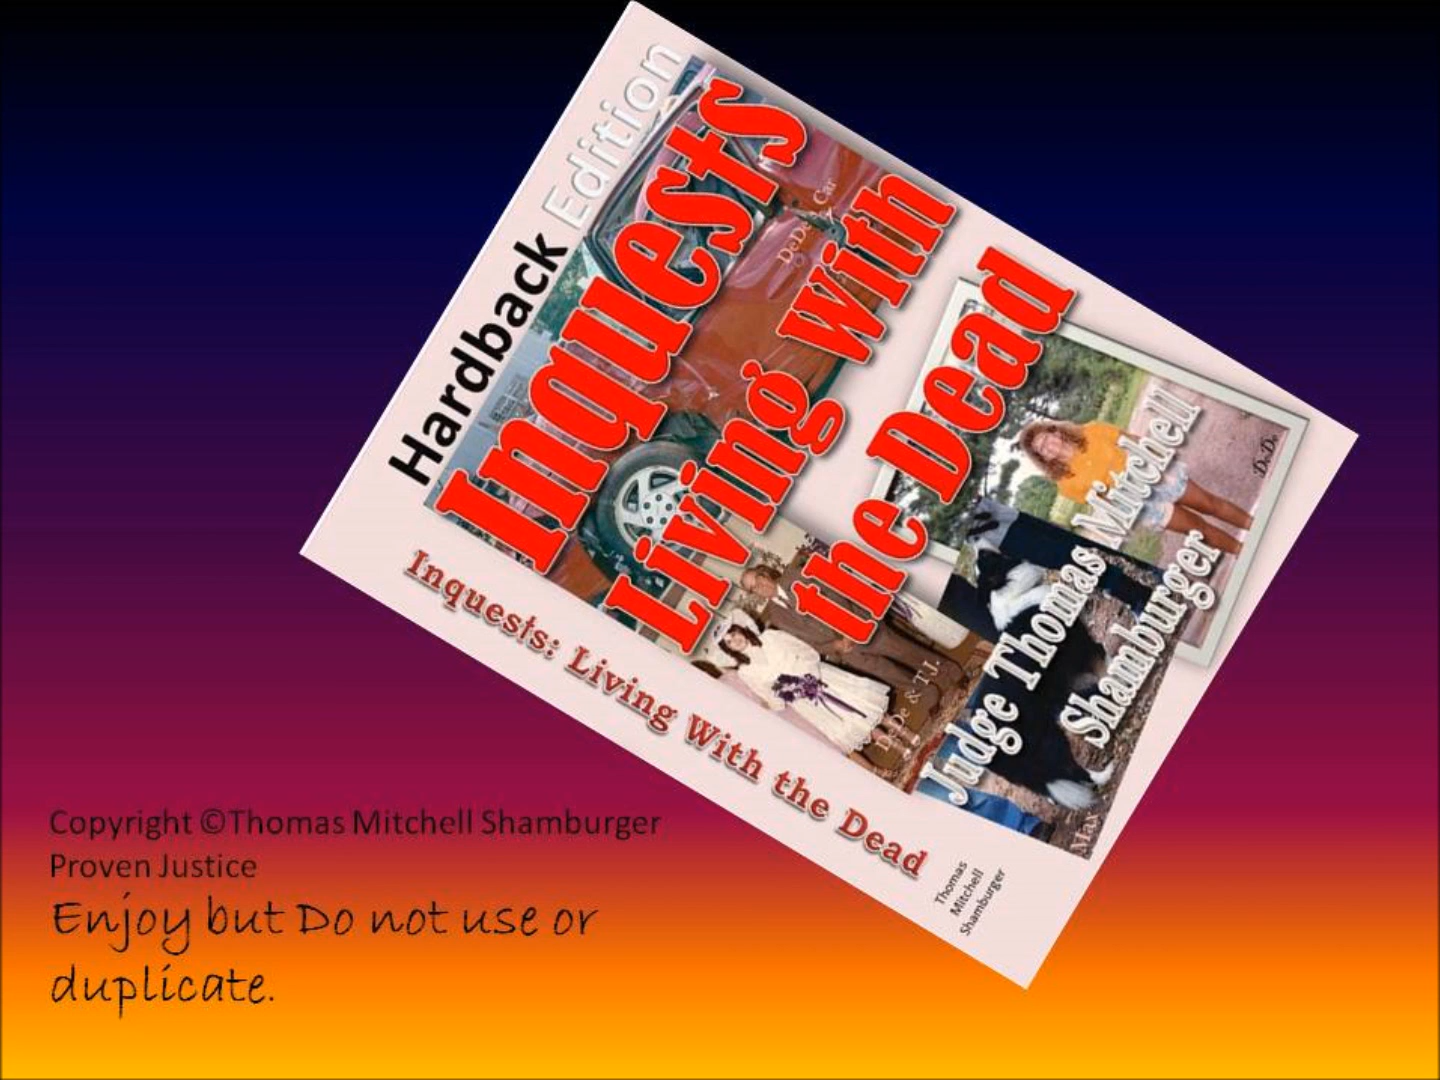 Hardback Edition
Inquests
Living With
the Dead
DeDe's Car
DeDe
DeDe & T.J.
Judge Thomas Mitchell
Shamburger
Max
Inquests: Living With the Dead
Thomas
Mitchell
Shamburger
Copyright ©Thomas Mitchell Shamburger
Proven Justice
Enjoy but Do not use or
duplicate.